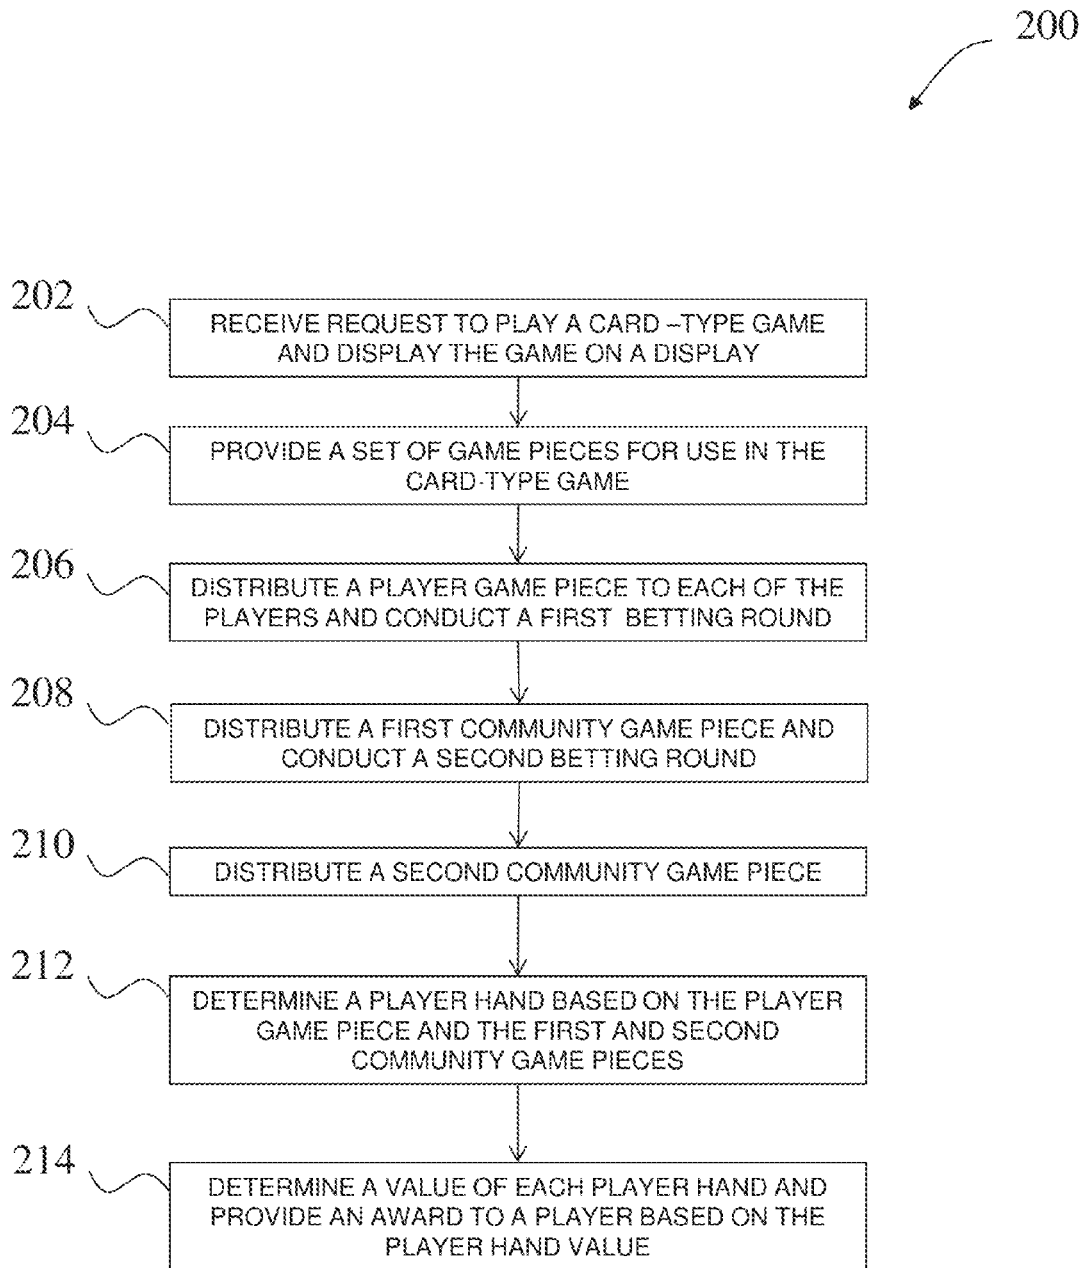 200
202
RECEIVE REQUEST TO PLAY A CARD –TYPE GAME
AND DISPLAY THE GAME ON A DISPLAY
204
PROVIDE A SET OF GAME PIECES FOR USE IN THE
CARD-TYPE GAME
206
DISTRIBUTE A PLAYER GAME PIECE TO EACH OF THE
PLAYERS AND CONDUCT A FIRST BETTING ROUND
208
DISTRIBUTE A FIRST COMMUNITY GAME PIECE AND
CONDUCT A SECOND BETTING ROUND
210
DISTRIBUTE A SECOND COMMUNITY GAME PIECE
212
DETERMINE A PLAYER HAND BASED ON THE PLAYER
GAME PIECE AND THE FIRST AND SECOND
COMMUNITY GAME PIECES
214
DETERMINE A VALUE OF EACH PLAYER HAND AND
PROVIDE AN AWARD TO A PLAYER BASED ON THE
PLAYER HAND VALUE